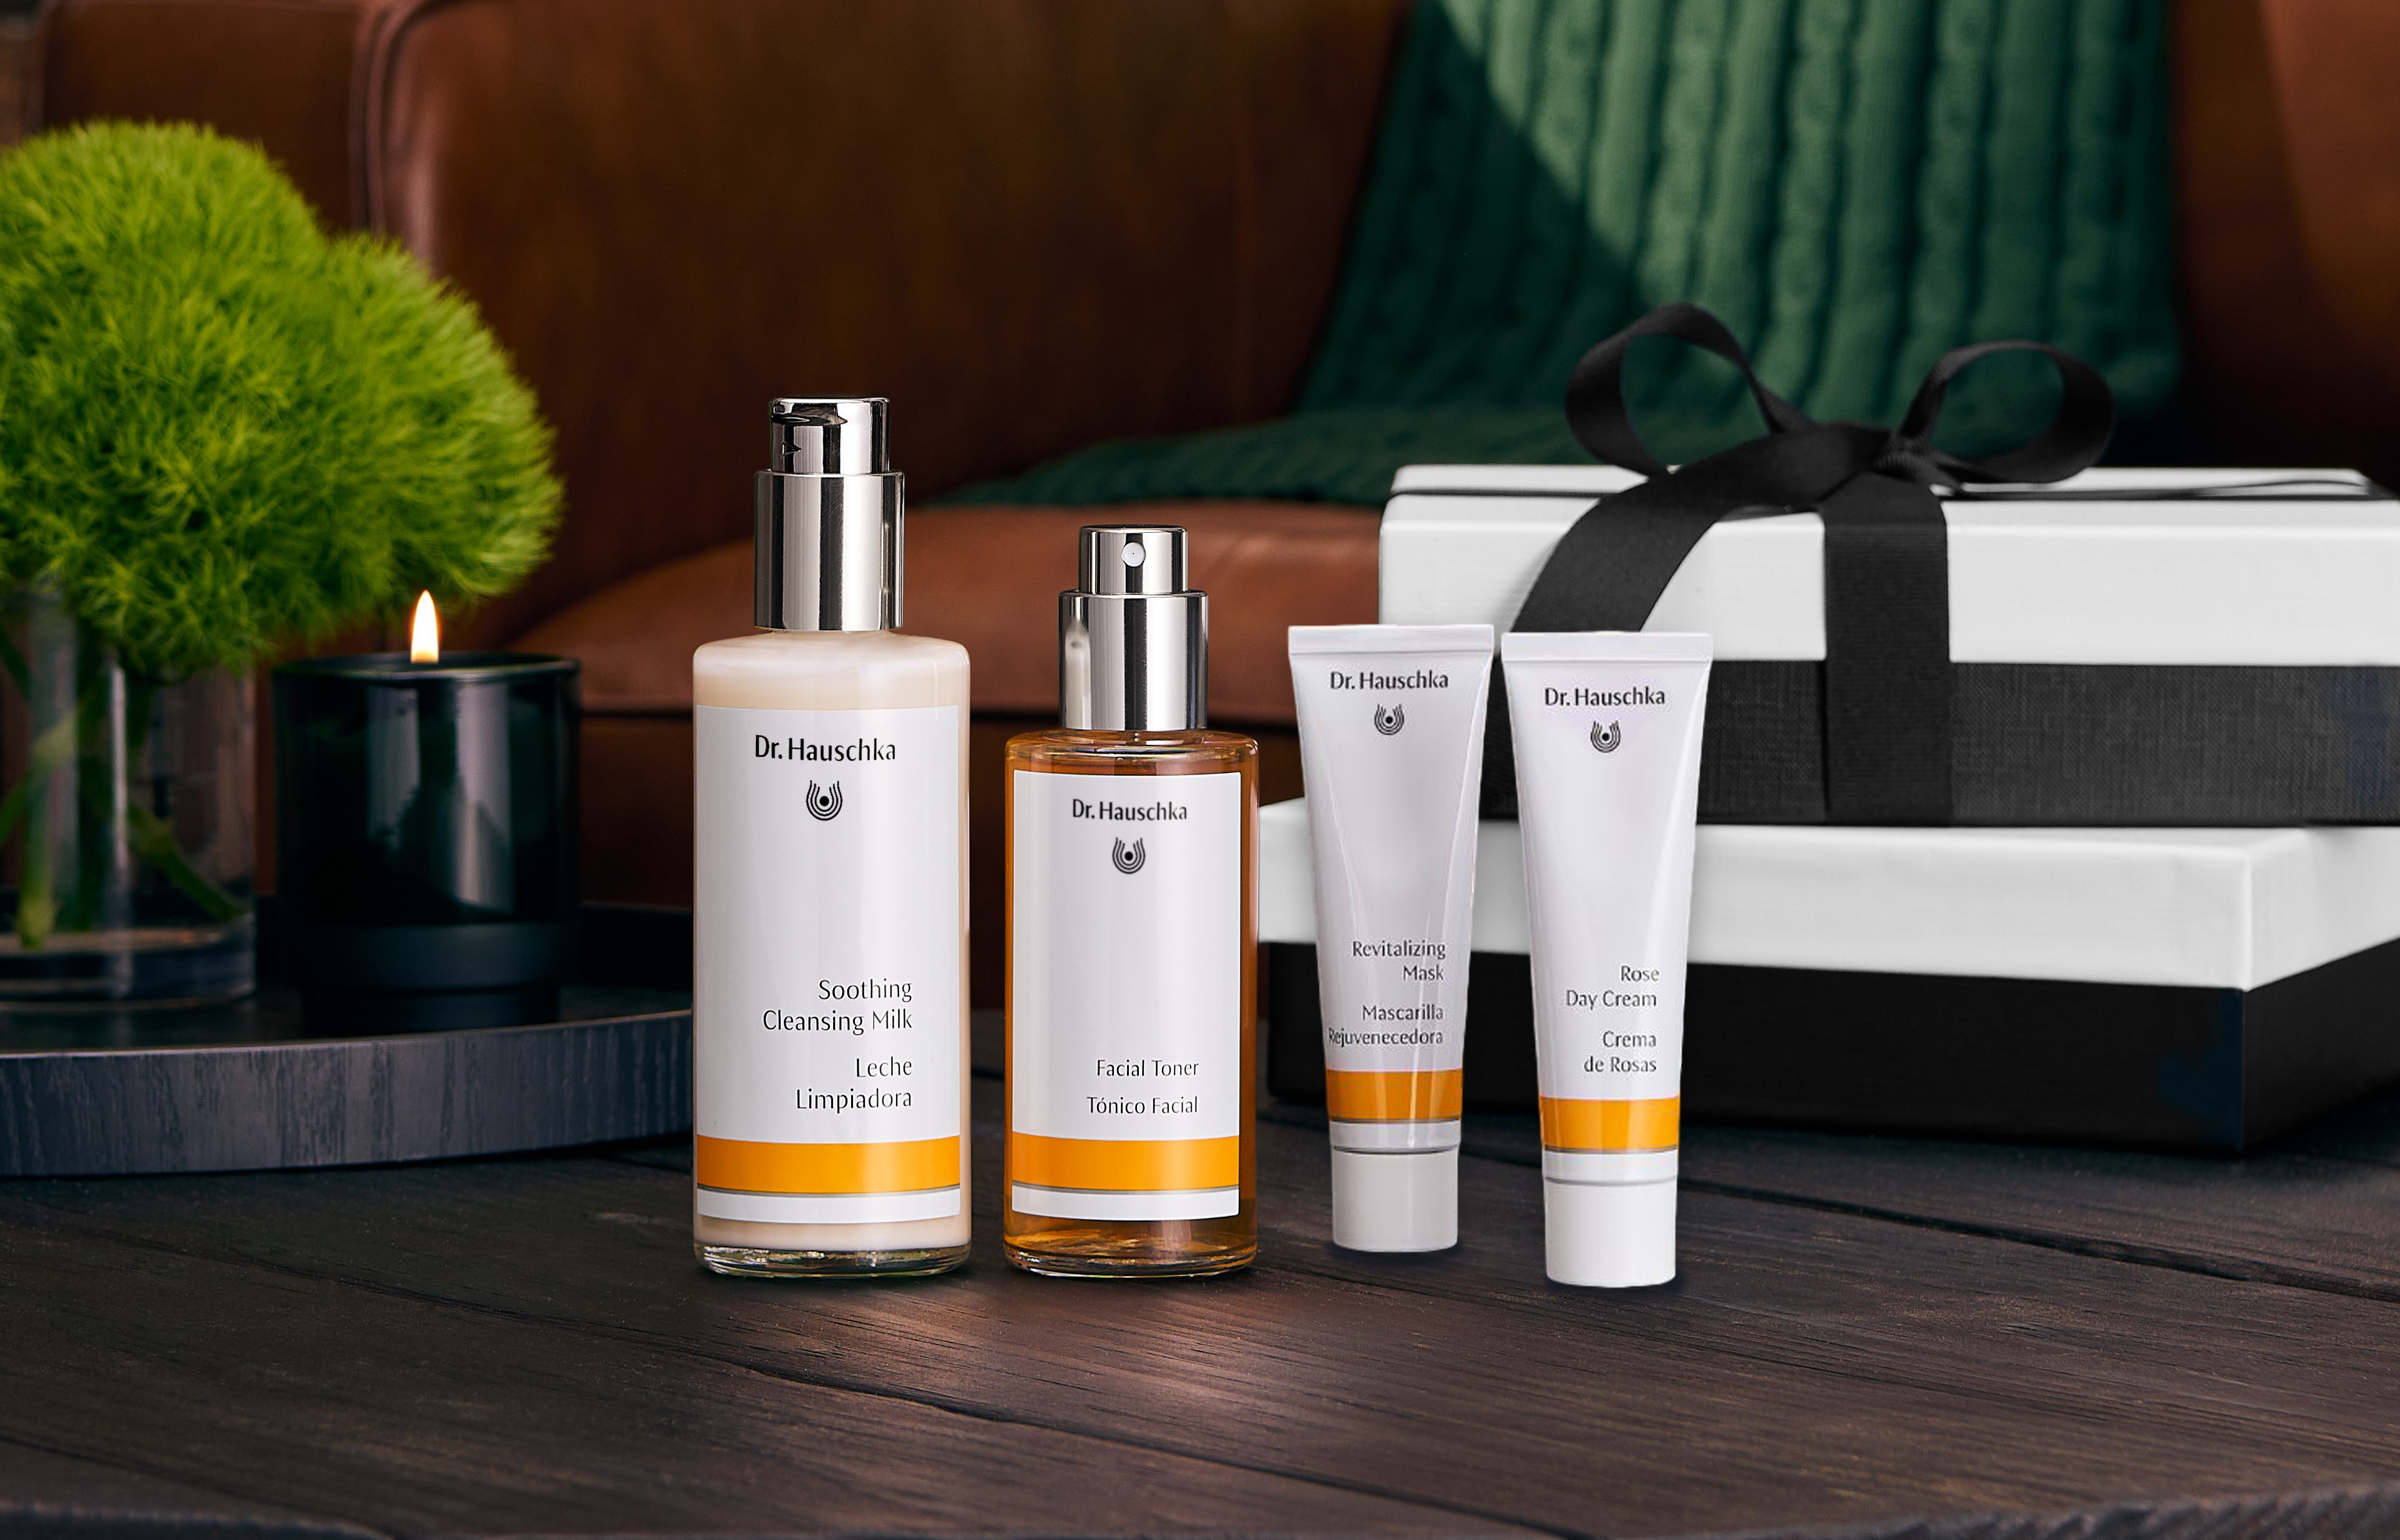 Dr. Hauschka
Soothing
Cleansing Milk
Leche
Limpiadora
Dr. Hauschka
Facial Toner
Tónico Facial
Dr. Hauschka
Revitalizing
Mask
Mascarilla
Rejuvenecedora
Dr. Hauschka
Rose
Day Cream
Crema
de Rosas